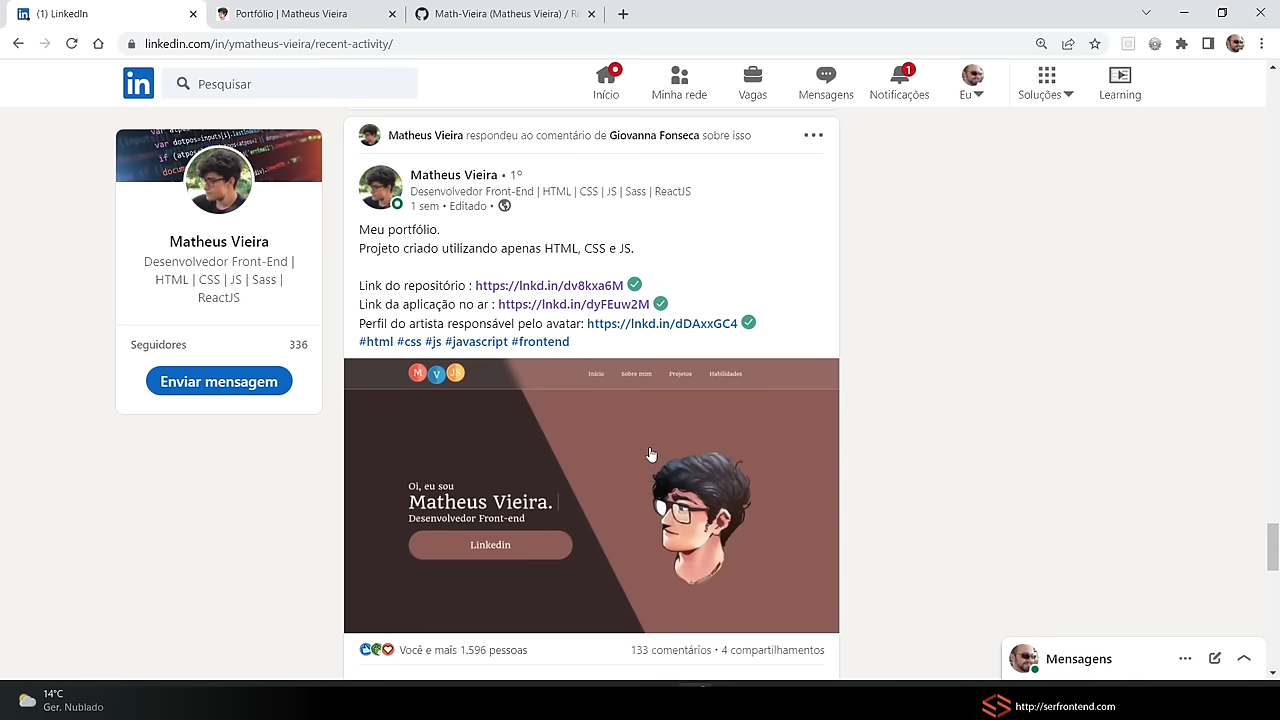 (1) LinkedIn
Portfólio | Matheus Vieira
Math-Vieira (Matheus Vieira) / Re
linkedin.com/in/ymatheus-vieira/recent-activity/
in
Pesquisar
Início
Minha rede
Vagas
Mensagens
1
Notificações
Eu
Soluções
Learning
Matheus Vieira
Desenvolvedor Front-End |
HTML | CSS | JS | Sass |
ReactJS
Seguidores 336
Enviar mensagem
Matheus Vieira respondeu ao comentário de Giovanna Fonseca sobre isso
Matheus Vieira • 1º
Desenvolvedor Front-End | HTML | CSS | JS | Sass | ReactJS
1 sem • Editado •
Meu portfólio.
Projeto criado utilizando apenas HTML, CSS e JS.
Link do repositório : https://lnkd.in/dv8kxa6M
Link da aplicação no ar : https://lnkd.in/dyFEuw2M
Perfil do artista responsável pelo avatar: https://lnkd.in/dDAxxGC4
#html #css #js #javascript #frontend
M V JS
Início Sobre mim Projetos Habilidades
Oi, eu sou
Matheus Vieira.
Desenvolvedor Front-end
Linkedin
Você e mais 1.596 pessoas
133 comentários • 4 compartilhamentos
Mensagens
14°C
Ger. Nublado
http://serfrontend.com